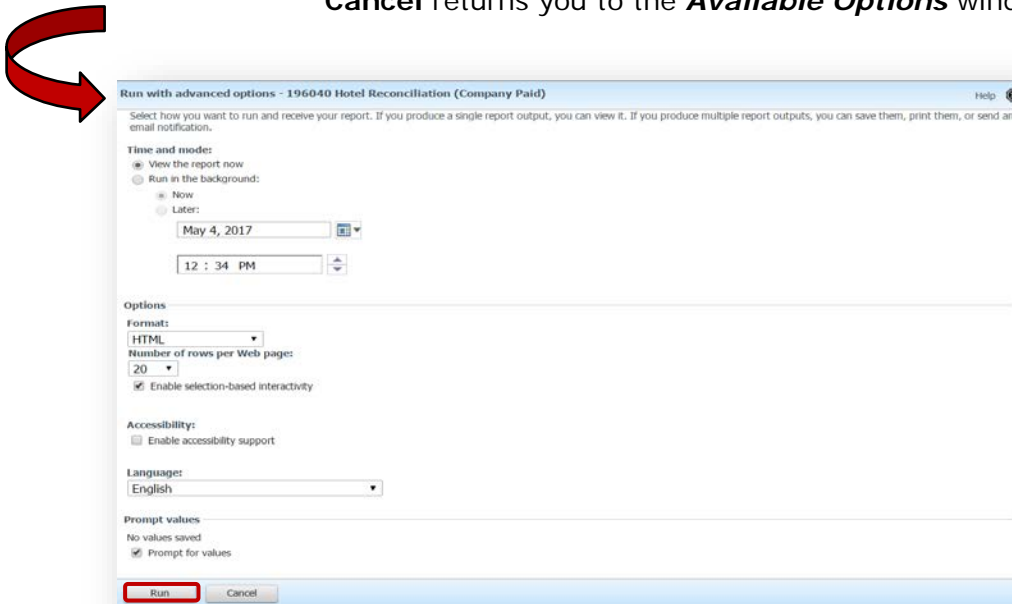 Cancel returns you to the Available Options
Run with advanced options - 196040 Hotel Reconciliation (Company Paid)
Help
Select how you want to run and receive your report. If you produce a single report output, you can view it. If you produce multiple report outputs, you can save them, print them, or send an
email notification.
Time and mode:
View the report now
Run in the background:
Now
Later:
May 4, 2017
12 : 34 PM
Options
Format:
HTML
Number of rows per Web page:
20
Enable selection-based interactivity
Accessibility:
Enable accessibility support
Language:
English
Prompt values
No values saved
Prompt for values
Run Cancel